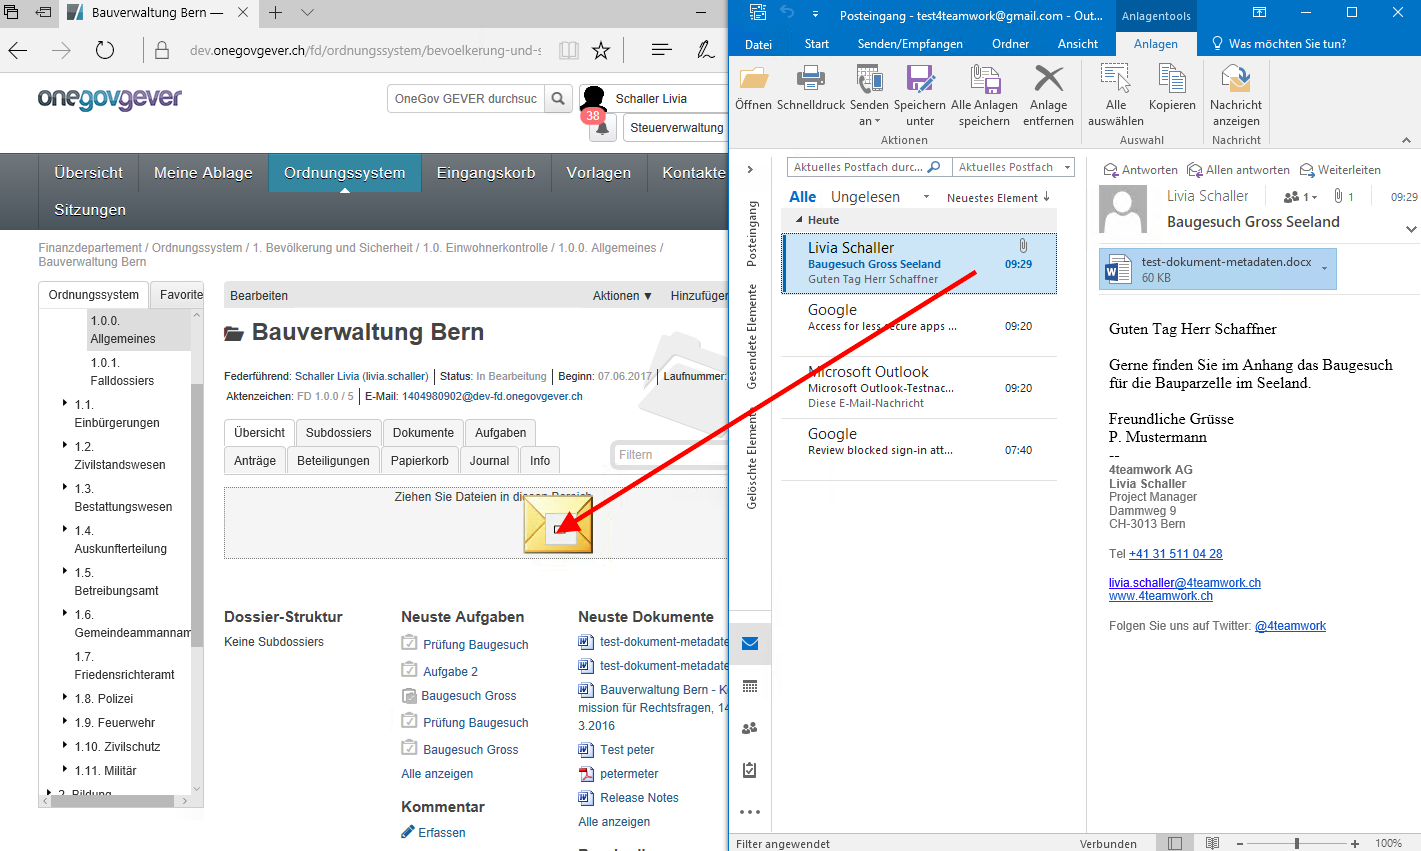 Bauverwaltung Bern —
dev.onegovgever.ch/fd/ordnungssystem/bevoelkerung-und-s
onegovgever
OneGov GEVER durchsuc
Schaller Livia
38
Steuerverwaltung
Übersicht
Meine Ablage
Ordnungssystem
Eingangskorb
Vorlagen
Kontakte
Sitzungen
Finanzdepartement / Ordnungssystem / 1. Bevölkerung und Sicherheit / 1.0. Einwohnerkontrolle / 1.0.0. Allgemeines /
Bauverwaltung Bern
Ordnungssystem
Favorite
1.0.0.
Allgemeines
1.0.1.
Falldossiers
1.1.
Einbürgerungen
1.2.
Zivilstandswesen
1.3.
Bestattungswesen
1.4.
Auskunfterteilung
1.5.
Betreibungsamt
1.6.
Gemeindeammannam
1.7.
Friedensrichteramt
1.8. Polizei
1.9. Feuerwehr
1.10. Zivilschutz
1.11. Militär
2. Bildung
Bearbeiten
Aktionen ▼
Hinzufügen
Bauverwaltung Bern
Federführend: Schaller Livia (livia.schaller) | Status: In Bearbeitung | Beginn: 07.06.2017 | Laufnummer:
Aktenzeichen: FD 1.0.0 / 5 | E-Mail: 1404980902@dev-fd.onegovgever.ch
Übersicht
Subdossiers
Dokumente
Aufgaben
Anträge
Beteiligungen
Papierkorb
Journal
Info
Filtern
Ziehen Sie Dateien in diesen Bereich
Dossier-Struktur
Keine Subdossiers
Neuste Aufgaben
Prüfung Baugesuch
Aufgabe 2
Baugesuch Gross
Prüfung Baugesuch
Baugesuch Gross
Alle anzeigen
Kommentar
Erfassen
Neuste Dokumente
test-dokument-metadate
test-dokument-metadate
Bauverwaltung Bern - K
mission für Rechtsfragen, 14
3.2016
Test peter
petermeter
Release Notes
Alle anzeigen
Posteingang - test4teamwork@gmail.com - Out...
Anlagentools
Datei
Start
Senden/Empfangen
Ordner
Ansicht
Anlagen
Was möchten Sie tun?
Öffnen
Schnelldruck
Senden
an
Speichern
unter
Alle Anlagen
speichern
Anlage
entfernen
Aktionen
Alle
auswählen
Kopieren
Auswahl
Nachricht
anzeigen
Nachricht
Posteingang
Gesendete Elemente
Gelöschte Elemente
Aktuelles Postfach durc...
Aktuelles Postfach
Alle
Ungelesen
Neuestes Element ↓
Heute
Livia Schaller
Baugesuch Gross Seeland 09:29
Guten Tag Herr Schaffner
Google
Access for less secure apps ... 09:20
Microsoft Outlook
Microsoft Outlook-Testnac... 09:20
Diese E-Mail-Nachricht
Google
Review blocked sign-in att... 07:40
Antworten
Allen antworten
Weiterleiten
Livia Schaller
1
1
09:29
Baugesuch Gross Seeland
test-dokument-metadaten.docx
60 KB
Guten Tag Herr Schaffner
Gerne finden Sie im Anhang das Baugesuch
für die Bauparzelle im Seeland.
Freundliche Grüsse
P. Mustermann
--
4teamwork AG
Livia Schaller
Project Manager
Dammweg 9
CH-3013 Bern
Tel +41 31 511 04 28
livia.schaller@4teamwork.ch
www.4teamwork.ch
Folgen Sie uns auf Twitter: @4teamwork
Filter angewendet
Verbunden
100%